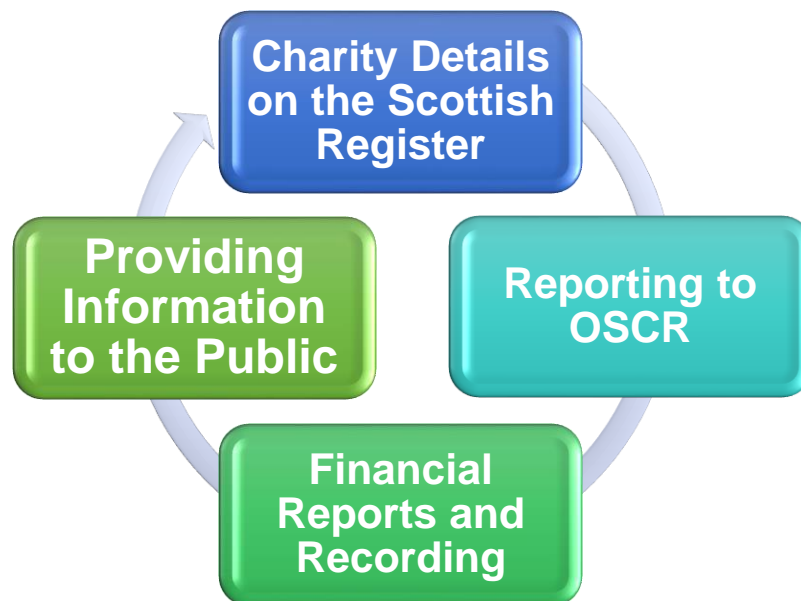 Charity Details
on the Scottish
Register
Reporting to
OSCR
Financial
Reports and
Recording
Providing
Information
to the Public